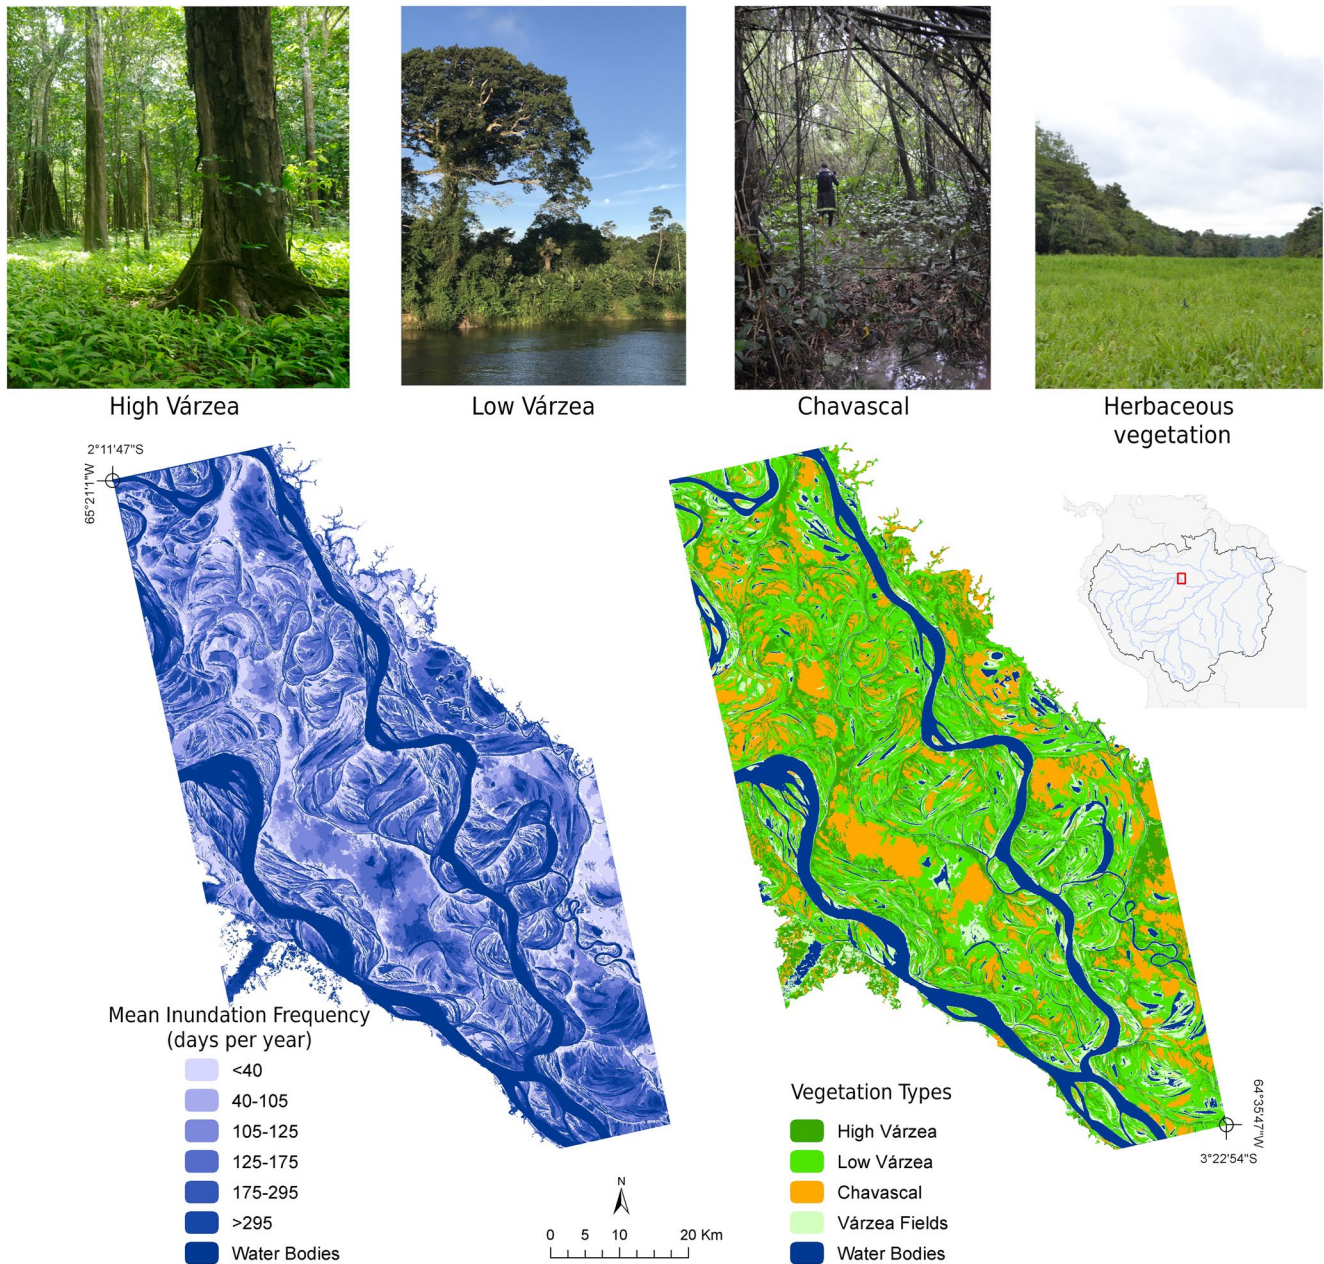 High Várzea
Low Várzea
Chavascal
Herbaceous
vegetation
2°11'47"S
65°21'1"W
Mean Inundation Frequency
(days per year)
<40
40-105
105-125
125-175
175-295
>295
Water Bodies
N
0 5 10 20 Km
Vegetation Types
High Várzea
Low Várzea
Chavascal
Várzea Fields
Water Bodies
64°35'47"W
3°22'54"S